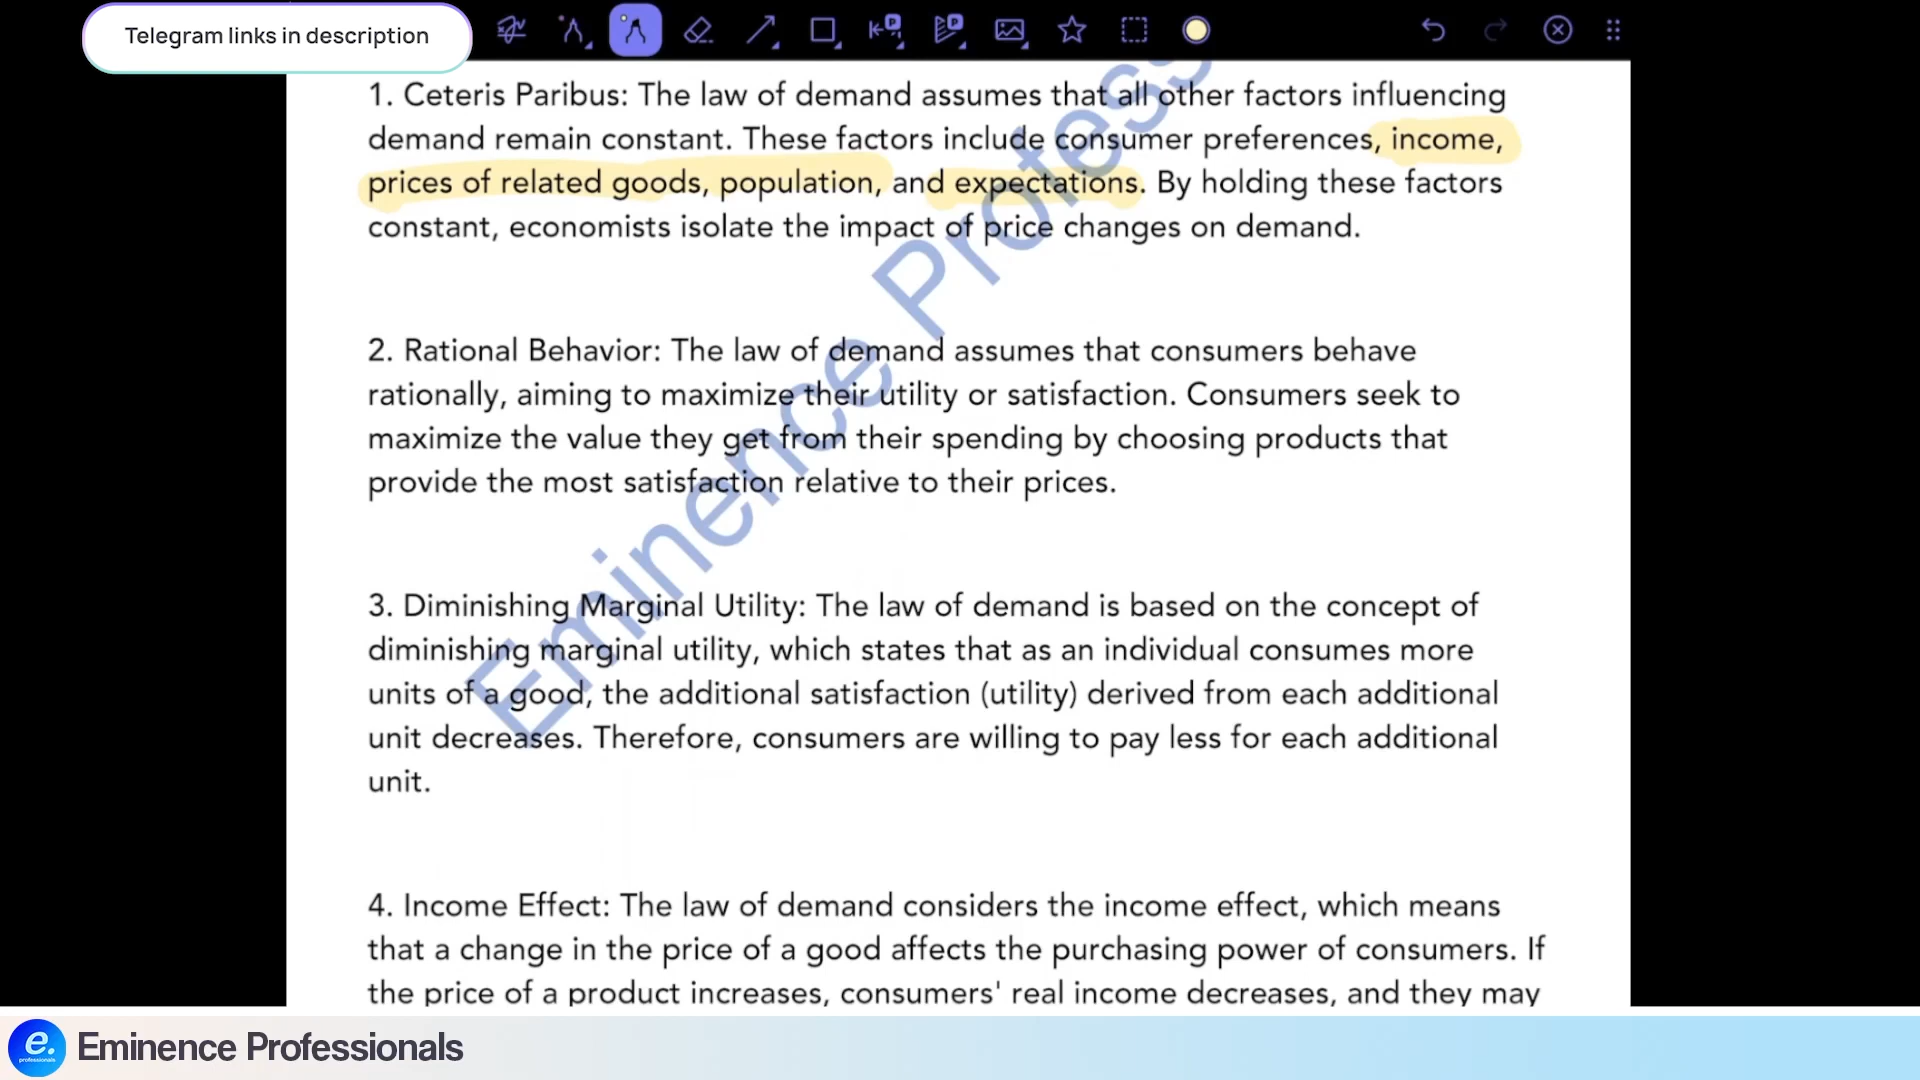 Telegram links in description
1. Ceteris Paribus: The law of demand assumes that all other factors influencing
demand remain constant. These factors include consumer preferences, income,
prices of related goods, population, and expectations. By holding these factors
constant, economists isolate the impact of price changes on demand.
2. Rational Behavior: The law of demand assumes that consumers behave
rationally, aiming to maximize their utility or satisfaction. Consumers seek to
maximize the value they get from their spending by choosing products that
provide the most satisfaction relative to their prices.
3. Diminishing Marginal Utility: The law of demand is based on the concept of
diminishing marginal utility, which states that as an individual consumes more
units of a good, the additional satisfaction (utility) derived from each additional
unit decreases. Therefore, consumers are willing to pay less for each additional
unit.
4. Income Effect: The law of demand considers the income effect, which means
that a change in the price of a good affects the purchasing power of consumers. If
the price of a product increases, consumers' real income decreases, and they may
Eminence Profess
e.
professionals
Eminence Professionals